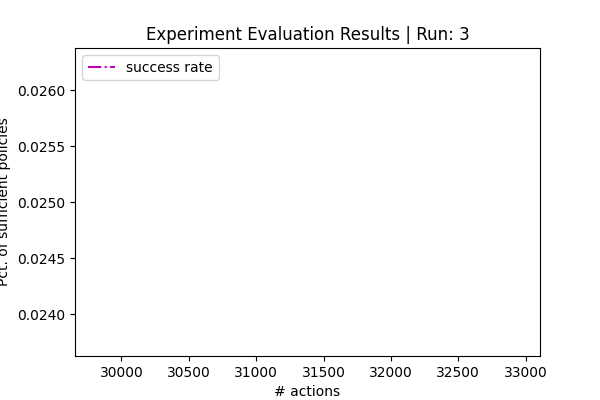 Experiment Evaluation Results | Run: 3
success rate
0.0260
0.0255
0.0250
0.0245
0.0240
Pct. of sufficient policies
30000 30500 31000 31500 32000 32500 33000
# actions